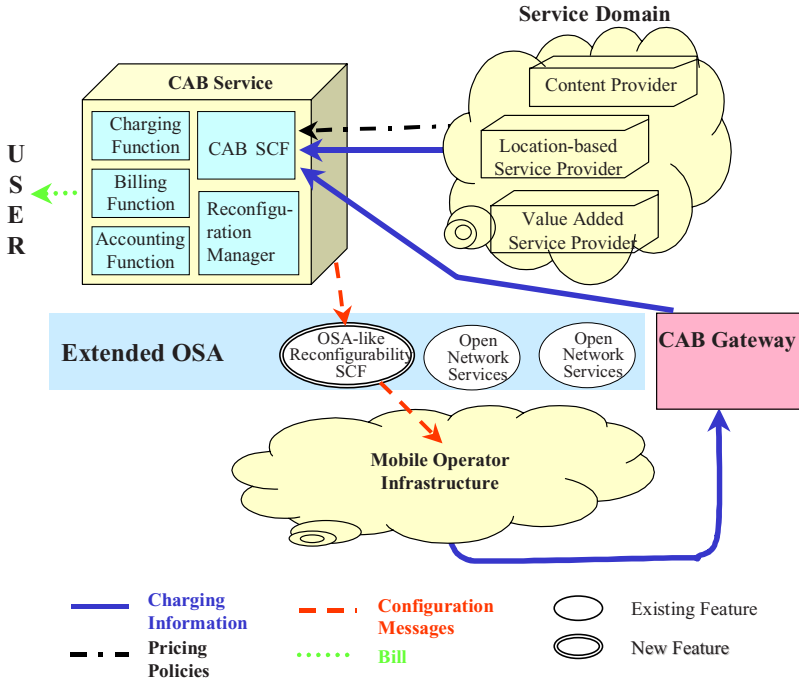 Service Domain
CAB Service
Content Provider
Charging
Function
CAB SCF
Location-based
Service Provider
U
S
E
R
Billing
Function
Reconfigu-
ration
Manager
Accounting
Function
Value Added
Service Provider
Extended OSA
OSA-like
Reconfigurability
SCF
Open
Network
Services
Open
Network
Services
CAB Gateway
Mobile Operator
Infrastructure
Charging
Information
Configuration
Messages
Existing Feature
Pricing
Policies
Bill
New Feature